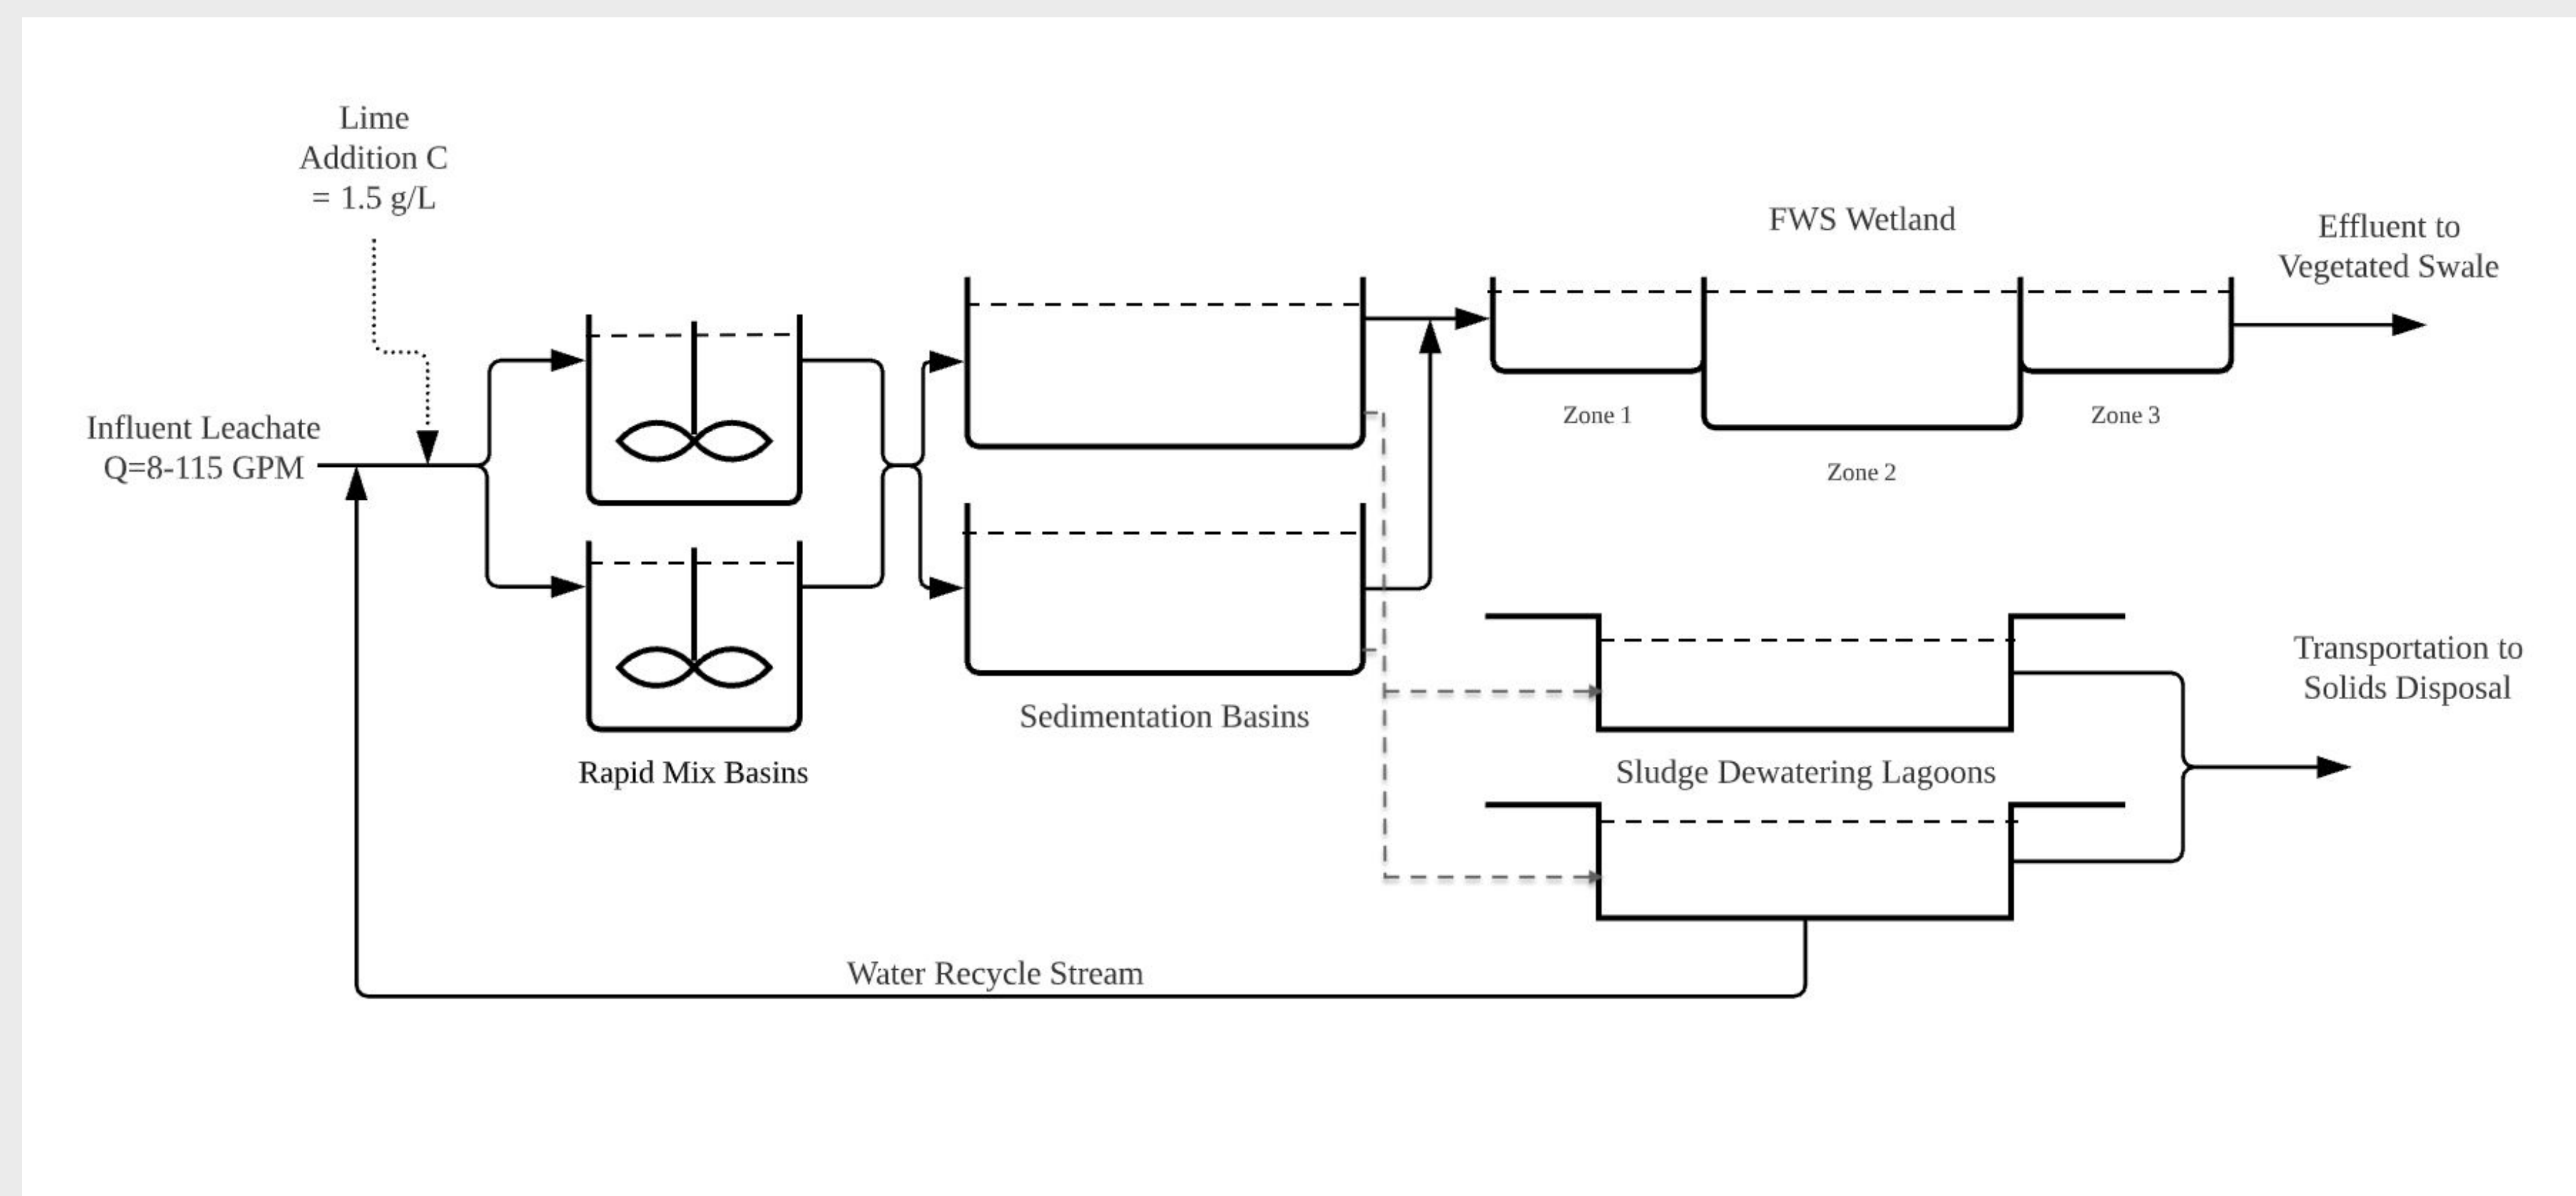 Lime
Addition C
= 1.5 g/L
Influent Leachate
Q=8-115 GPM
Rapid Mix Basins
Sedimentation Basins
FWS Wetland
Zone 1
Zone 2
Zone 3
Effluent to
Vegetated Swale
Sludge Dewatering Lagoons
Transportation to
Solids Disposal
Water Recycle Stream